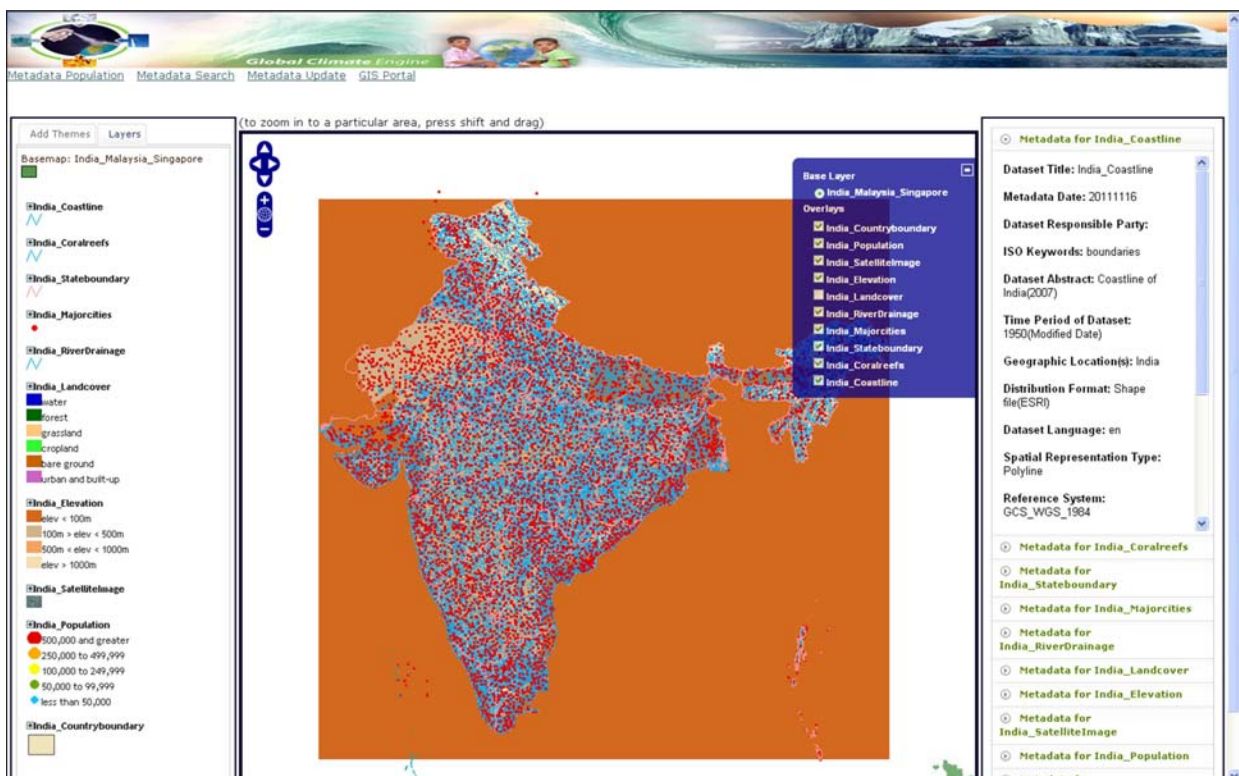 Global Climate Engine
Metadata Population Metadata Search Metadata Update GIS Portal
(to zoom in to a particular area, press shift and drag)
Add Themes Layers
Basemap: India_Malaysia_Singapore
India_Coastline
India_Coralreefs
India_Stateboundary
India_Majorcities
India_RiverDrainage
India_Landcover
water
forest
grassland
cropland
bare ground
urban and built-up
India_Elevation
elev < 100m
100m > elev < 500m
500m < elev < 1000m
elev > 1000m
India_SatelliteImage
India_Population
500,000 and greater
250,000 to 499,999
100,000 to 249,999
50,000 to 99,999
less than 50,000
India_Countryboundary
Base Layer
India_Malaysia_Singapore
Overlays
India_Countryboundary
India_Population
India_SatelliteImage
India_Elevation
India_Landcover
India_RiverDrainage
India_Majorcities
India_Stateboundary
India_Coralreefs
India_Coastline
Metadata for India_Coastline
Dataset Title: India_Coastline
Metadata Date: 20111116
Dataset Responsible Party:
ISO Keywords: boundaries
Dataset Abstract: Coastline of
India(2007)
Time Period of Dataset:
1950(Modified Date)
Geographic Location(s): India
Distribution Format: Shape
file(ESRI)
Dataset Language: en
Spatial Representation Type:
Polyline
Reference System:
GCS_WGS_1984
Metadata for India_Coralreefs
Metadata for
India_Stateboundary
Metadata for India_Majorcities
Metadata for
India_RiverDrainage
Metadata for India_Landcover
Metadata for India_Elevation
Metadata for
India_SatelliteImage
Metadata for India_Population